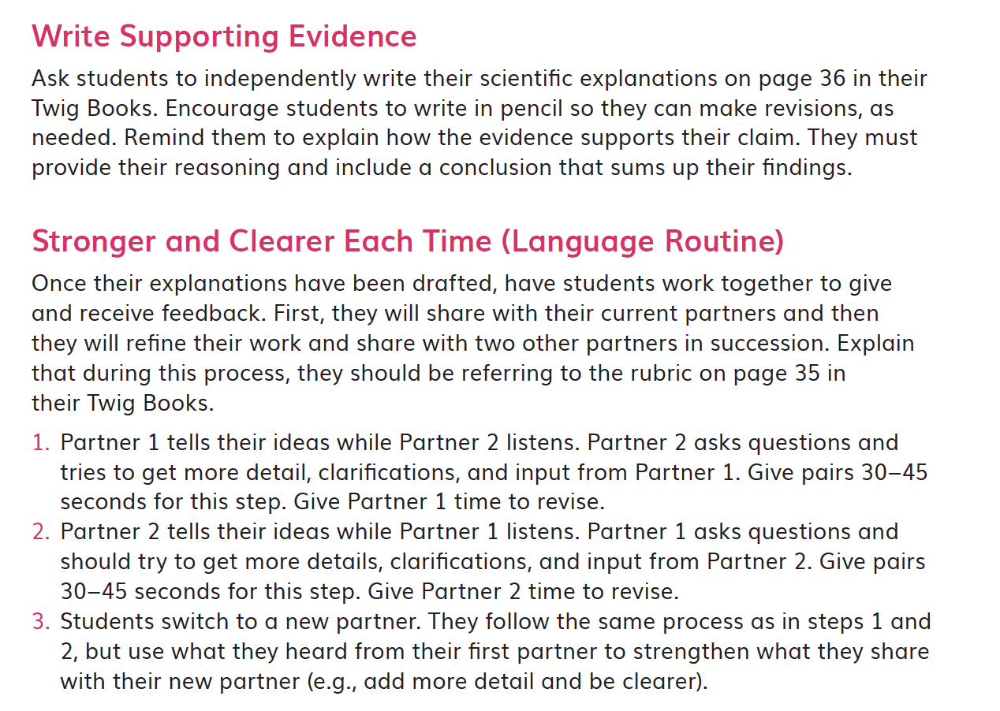 Write Supporting Evidence
Ask students to independently write their scientific explanations on page 36 in their
Twig Books. Encourage students to write in pencil so they can make revisions, as
needed. Remind them to explain how the evidence supports their claim. They must
provide their reasoning and include a conclusion that sums up their findings.
Stronger and Clearer Each Time (Language Routine)
Once their explanations have been drafted, have students work together to give
and receive feedback. First, they will share with their current partners and then
they will refine their work and share with two other partners in succession. Explain
that during this process, they should be referring to the rubric on page 35 in
their Twig Books.
1. Partner 1 tells their ideas while Partner 2 listens. Partner 2 asks questions and
tries to get more detail, clarifications, and input from Partner 1. Give pairs 30–45
seconds for this step. Give Partner 1 time to revise.
2. Partner 2 tells their ideas while Partner 1 listens. Partner 1 asks questions and
should try to get more details, clarifications, and input from Partner 2. Give pairs
30–45 seconds for this step. Give Partner 2 time to revise.
3. Students switch to a new partner. They follow the same process as in steps 1 and
2, but use what they heard from their first partner to strengthen what they share
with their new partner (e.g., add more detail and be clearer).